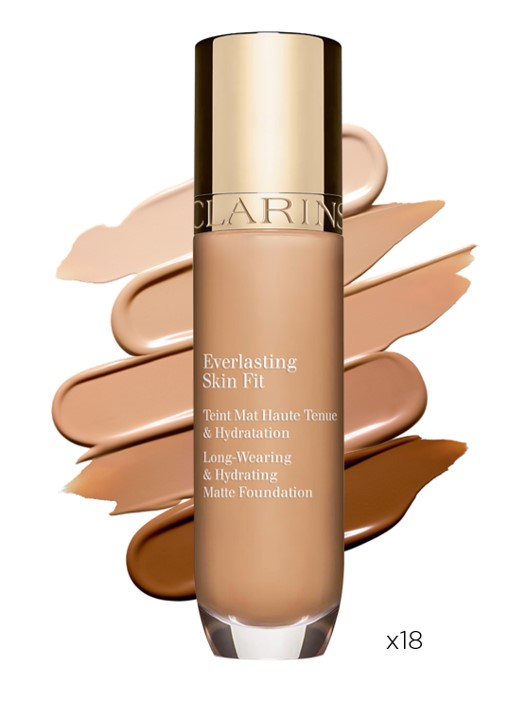 CLARINS
Everlasting
Skin Fit
Teint Mat Haute Tenue
& Hydratation
Long-Wearing
& Hydrating
Matte Foundation
x18